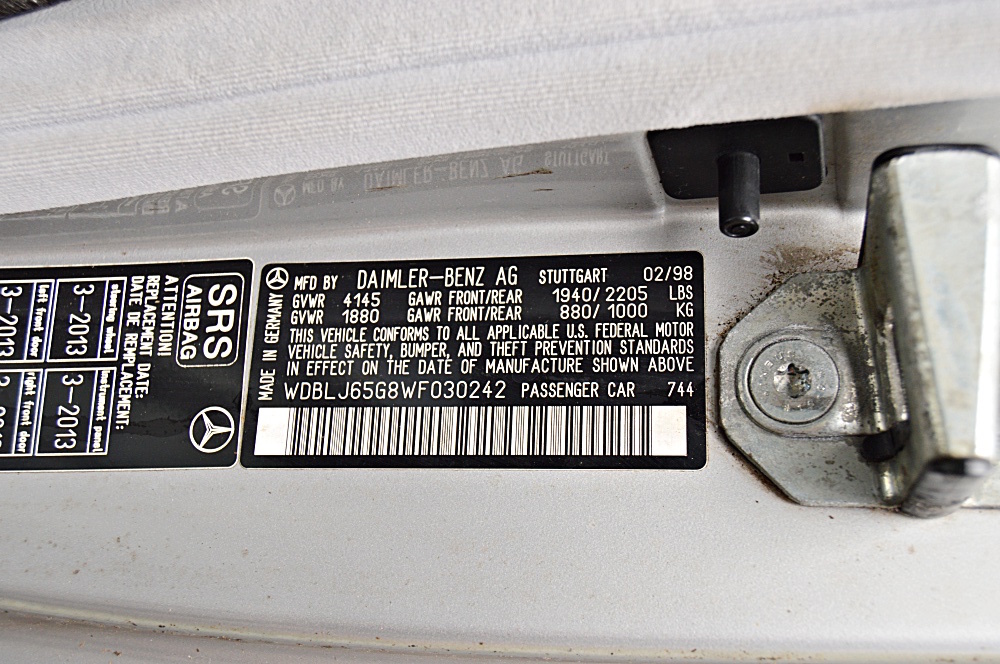 MFD BY DAIMLER-BENZ AG STUTTGART 02/98
GVWR 4145 GAWR FRONT/REAR 1940/2205 LBS
GVWR 1880 GAWR FRONT/REAR 880/1000 KG
THIS VEHICLE CONFORMS TO ALL APPLICABLE U.S. FEDERAL MOTOR
VEHICLE SAFETY, BUMPER, AND THEFT PREVENTION STANDARDS
IN EFFECT ON THE DATE OF MANUFACTURE SHOWN ABOVE
MADE IN GERMANY
WDBLJ65G8WF030242 PASSENGER CAR 744
SRS
AIRBAG
ATTENTION!
REPLACEMENT DATE:
DATE DE REMPLACEMENT:
steering wheel
3-2013
instrument panel
3-2013
left front door
3-2013
right front door
MFD BY DAIMLER-BENZ AG STUTTGART